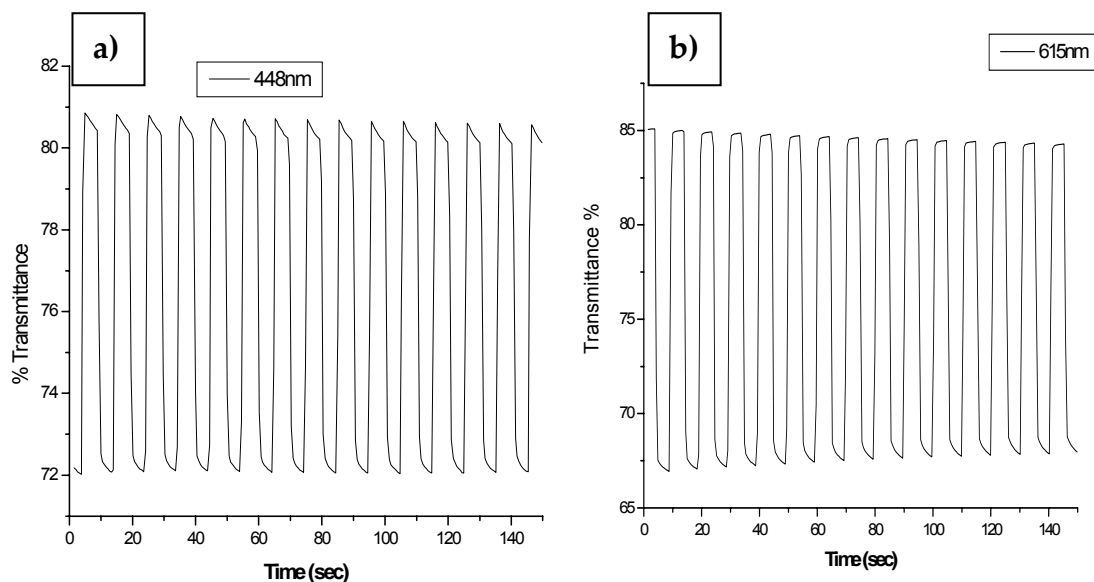 a)
448nm
82
80
78
76
74
72
% Transmittance
0 20 40 60 80 100 120 140
Time (sec)
b)
615nm
85
80
75
70
65
Transmittance %
0 20 40 60 80 100 120 140
Time (sec)